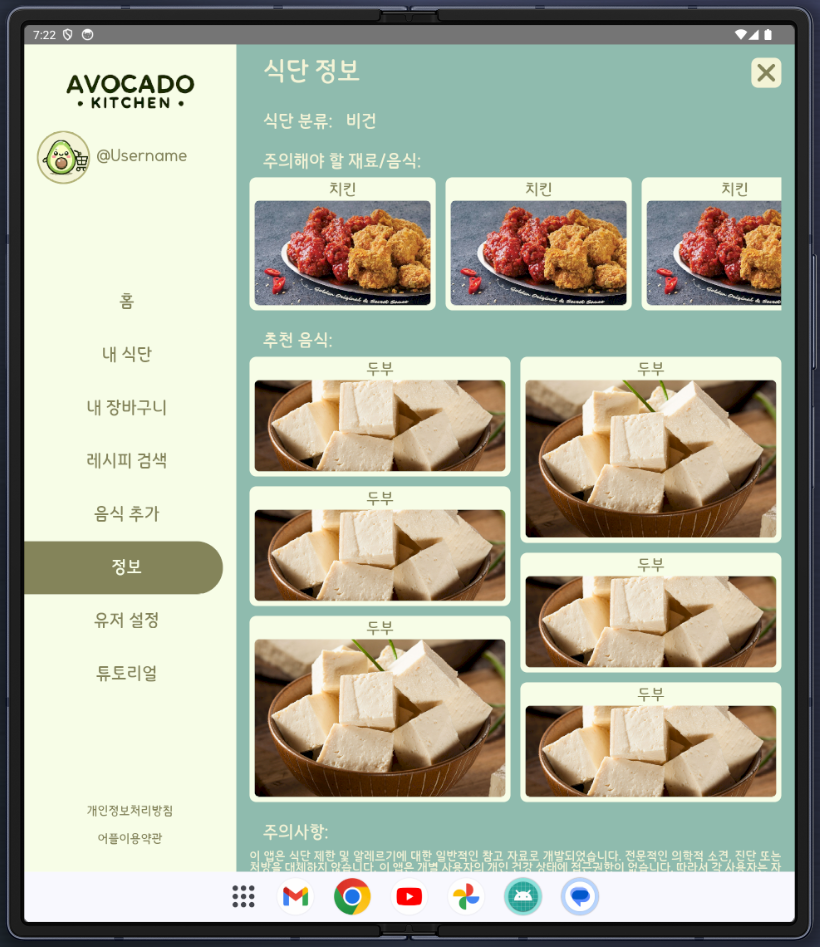 7:22
AVOCADO
• KITCHEN •
@Username
홈
내 식단
내 장바구니
레시피 검색
음식 추가
정보
유저 설정
튜토리얼
개인정보처리방침
어플이용약관
식단 정보
식단 분류: 비건
주의해야 할 재료/음식:
치킨
치킨
치킨
Golden Original & Secret Sauce
Golden Original & Secret Sauce
추천 음식:
두부
두부
두부
두부
두부
두부
주의사항:
이 앱은 식단 제한 및 알레르기에 대한 일반적인 참고 자료로 개발되었습니다. 전문적인 의학적 소견, 진단 또는
처방을 대체하지 않습니다. 이 앱은 개별 사용자의 개인 건강 상태에 접근권한이 없습니다. 따라서 각 사용자는 자